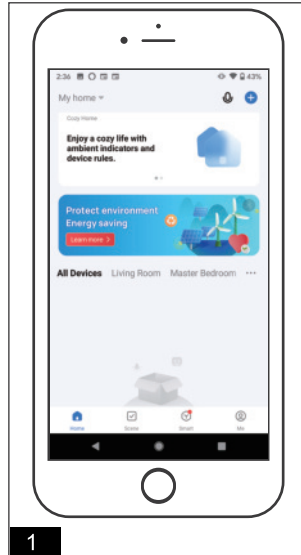 2:36
43%
My home
Cozy Home
Enjoy a cozy life with
ambient indicators and
device rules.
Protect environment
Energy saving
Learn more >
All Devices Living Room Master Bedroom ...
Home Scene Smart Me
1